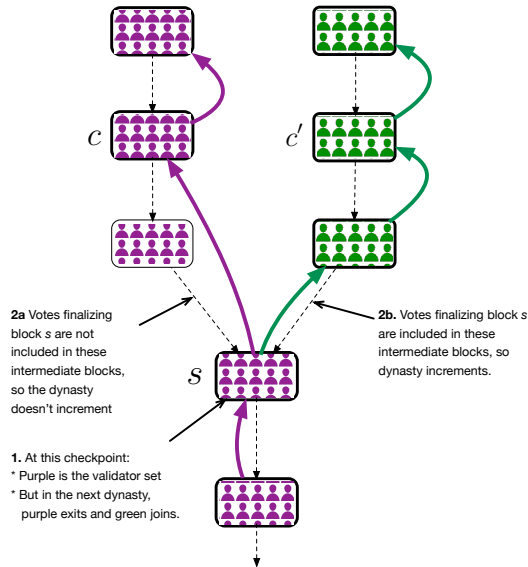 c
c′
2a Votes finalizing
block s are not
included in these
intermediate blocks,
so the dynasty
doesn't increment
2b. Votes finalizing block s
are included in these
intermediate blocks, so
dynasty increments.
s
1. At this checkpoint:
* Purple is the validator set
* But in the next dynasty,
purple exits and green joins.